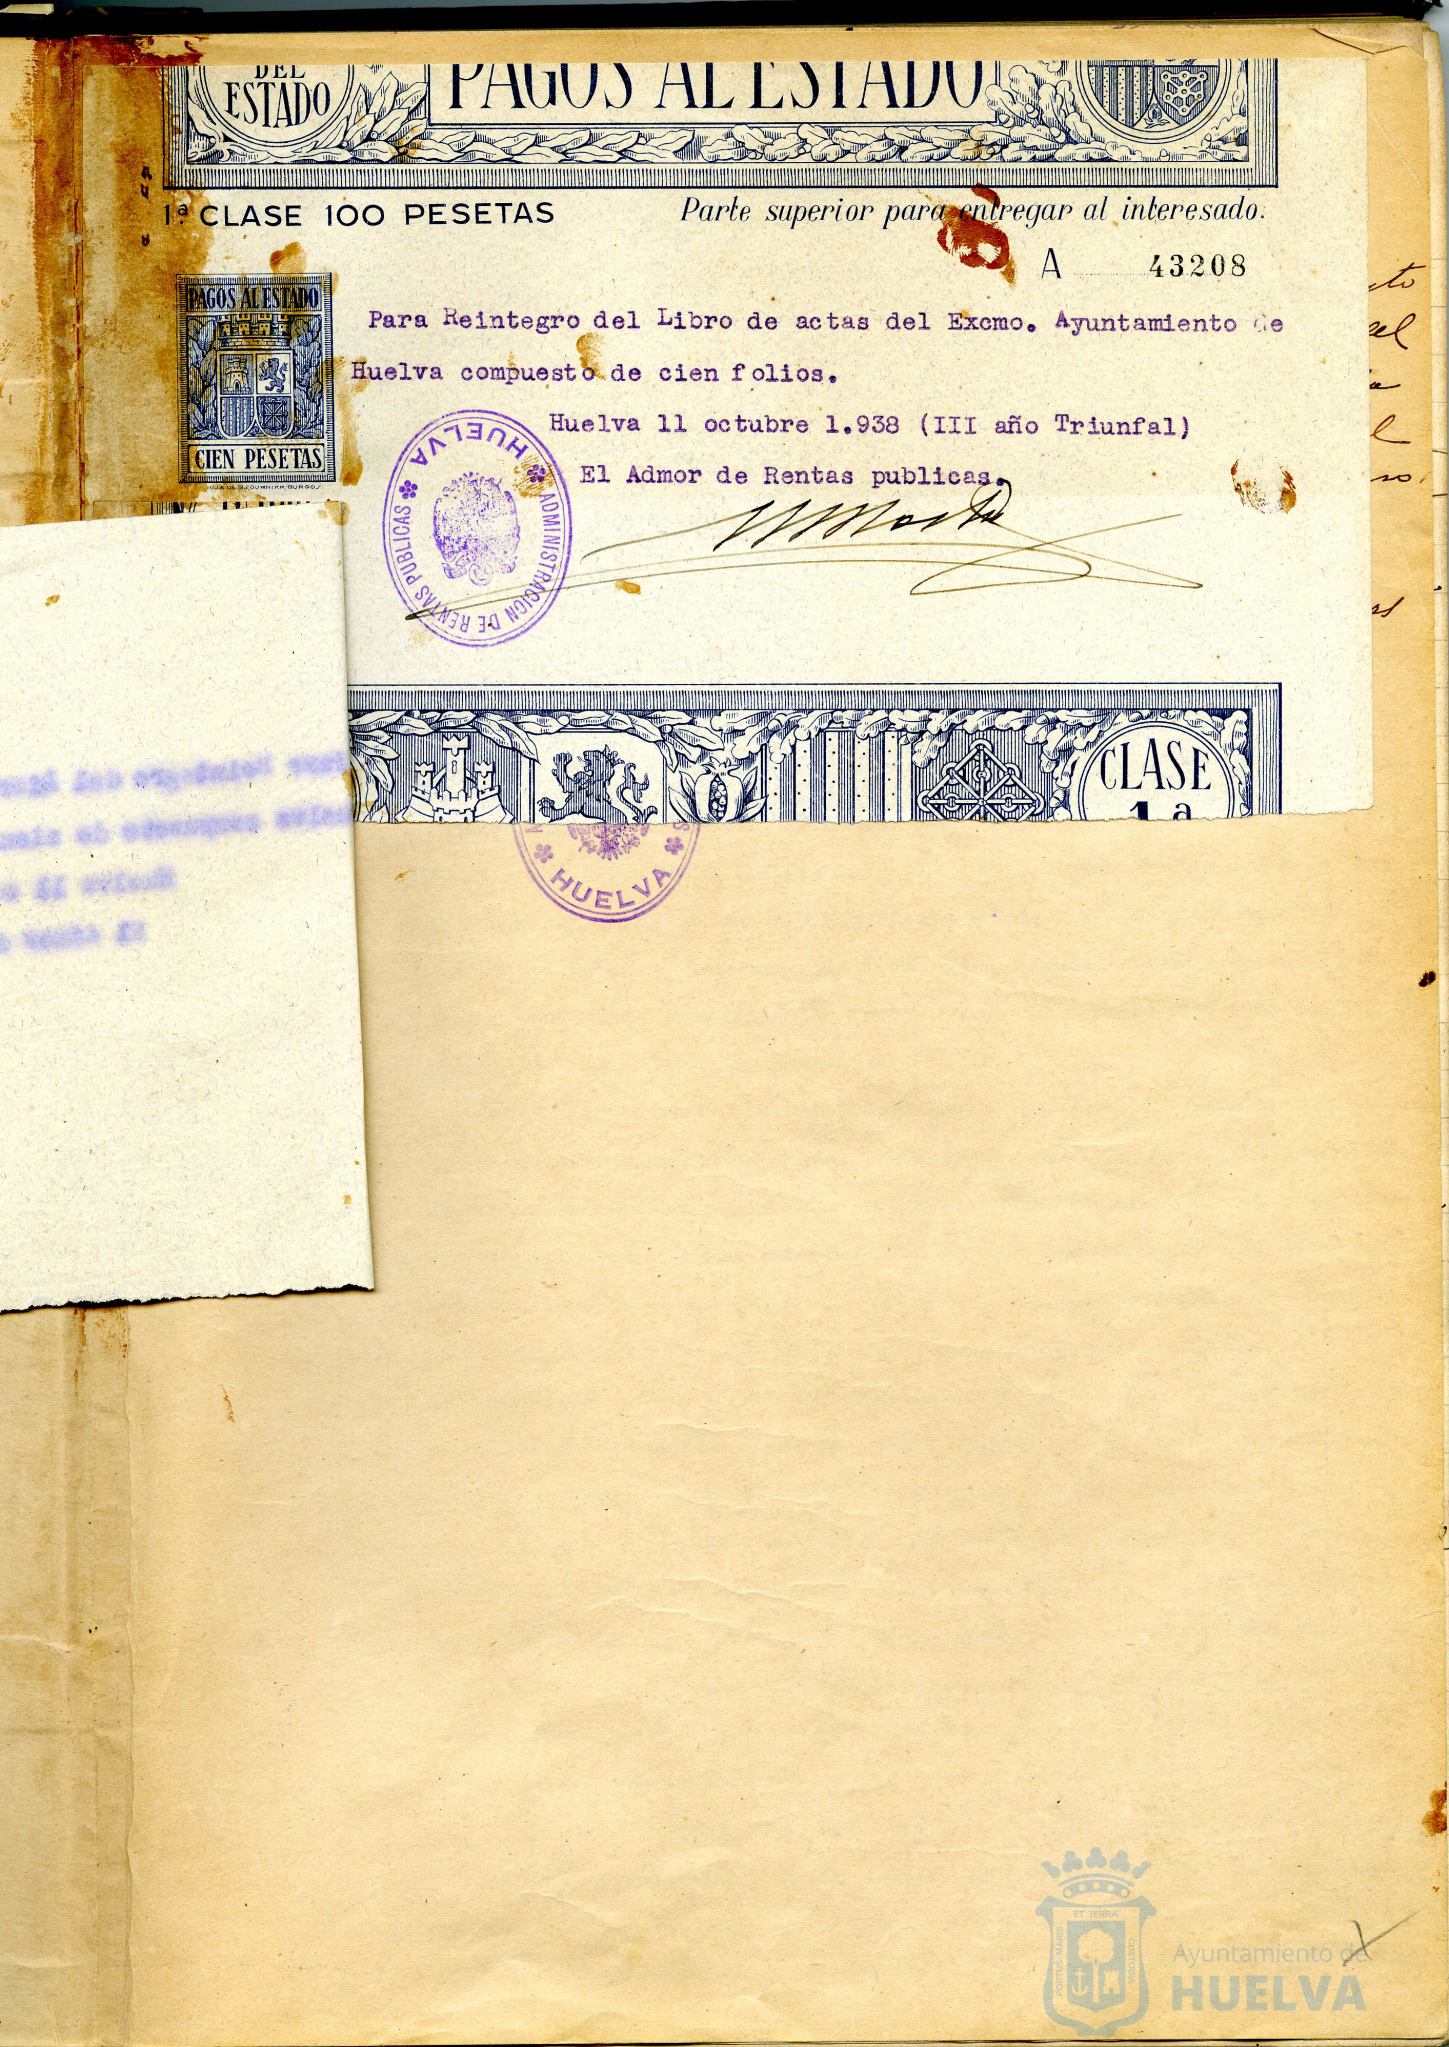 DEL
ESTADO
PAGOS AL ESTADO
1ª CLASE 100 PESETAS
Parte superior para entregar al interesado.
A 43208
PAGOS AL ESTADO
CIEN PESETAS
Para Reintegro del Libro de actas del Excmo. Ayuntamiento de
Huelva compuesto de cien folios.
Huelva 11 octubre 1.938 (III año Triunfal)
El Admor de Rentas publicas.
ADMINISTRACION DE RENTAS PUBLICAS
HUELVA
CLASE
1ª
HUELVA
Ayuntamiento de
HUELVA